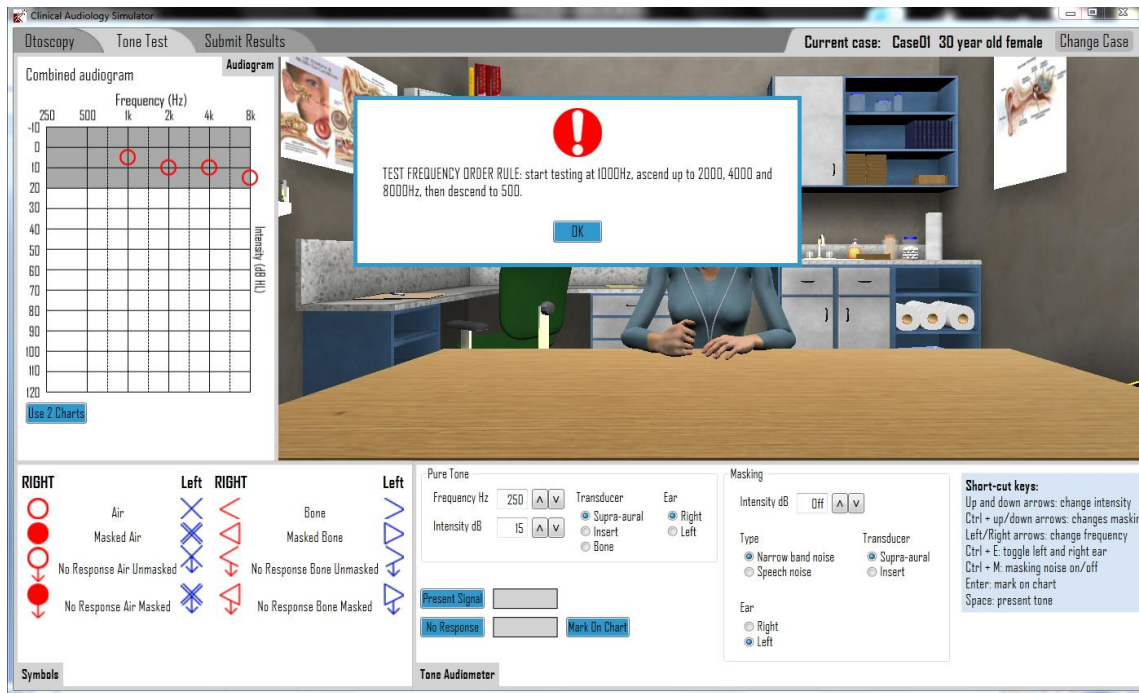 Clinical Audiology Simulator
Otoscopy Tone Test Submit Results Current case: Case01 30 year old female Change Case
Audiogram
Combined audiogram
Frequency (Hz)
250 500 1k 2k 4k 8k
-10
0
10
20
30
40
50
60
70
80
90
100
110
120
Intensity (dB HL)
Use 2 Charts
TEST FREQUENCY ORDER RULE: start testing at 1000Hz, ascend up to 2000, 4000 and
8000Hz, then descend to 500.
OK
RIGHT Left RIGHT Left
Air Bone
Masked Air Masked Bone
No Response Air Unmasked No Response Bone Unmasked
No Response Air Masked No Response Bone Masked
Symbols
Pure Tone
Frequency Hz 250 Transducer Ear
Supra-aural Right
Intensity dB 15 Insert Left
Bone
Present Signal
No Response Mark On Chart
Tone Audiometer
Masking
Intensity dB Off
Type Transducer
Narrow band noise Supra-aural
Speech noise Insert
Ear
Right
Left
Short-cut keys:
Up and down arrows: change intensity
Ctrl + up/down arrows: changes maskin
Left/Right arrows: change frequency
Ctrl + E: toggle left and right ear
Ctrl + M: masking noise on/off
Enter: mark on chart
Space: present tone